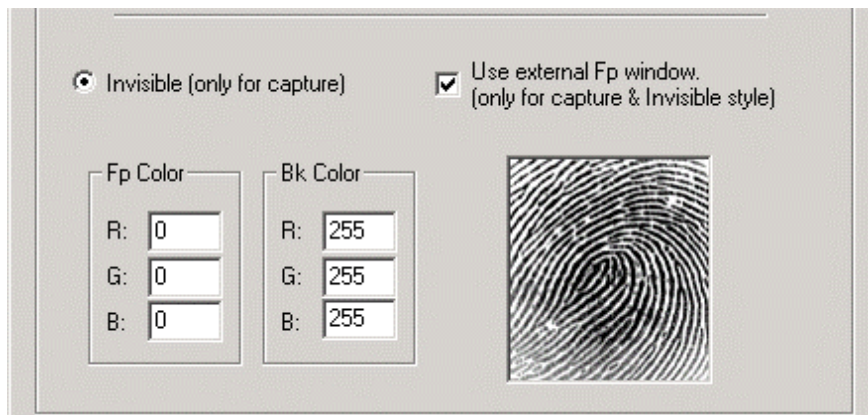 Invisible (only for capture)
Use external Fp window.
(only for capture & Invisible style)
Fp Color
R: 0
G: 0
B: 0
Bk Color
R: 255
G: 255
B: 255